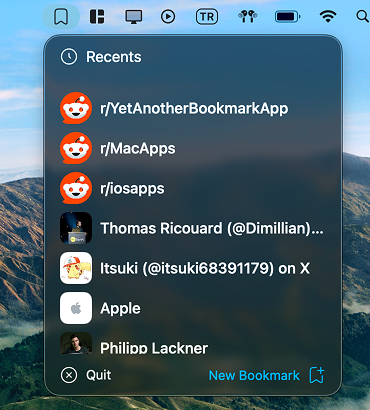 TR
Recents
r/YetAnotherBookmarkApp
r/MacApps
r/iosapps
Thomas Ricouard (@Dimillian)...
Itsuki (@itsuki68391179) on X
Apple
Philipp Lackner
Quit
New Bookmark